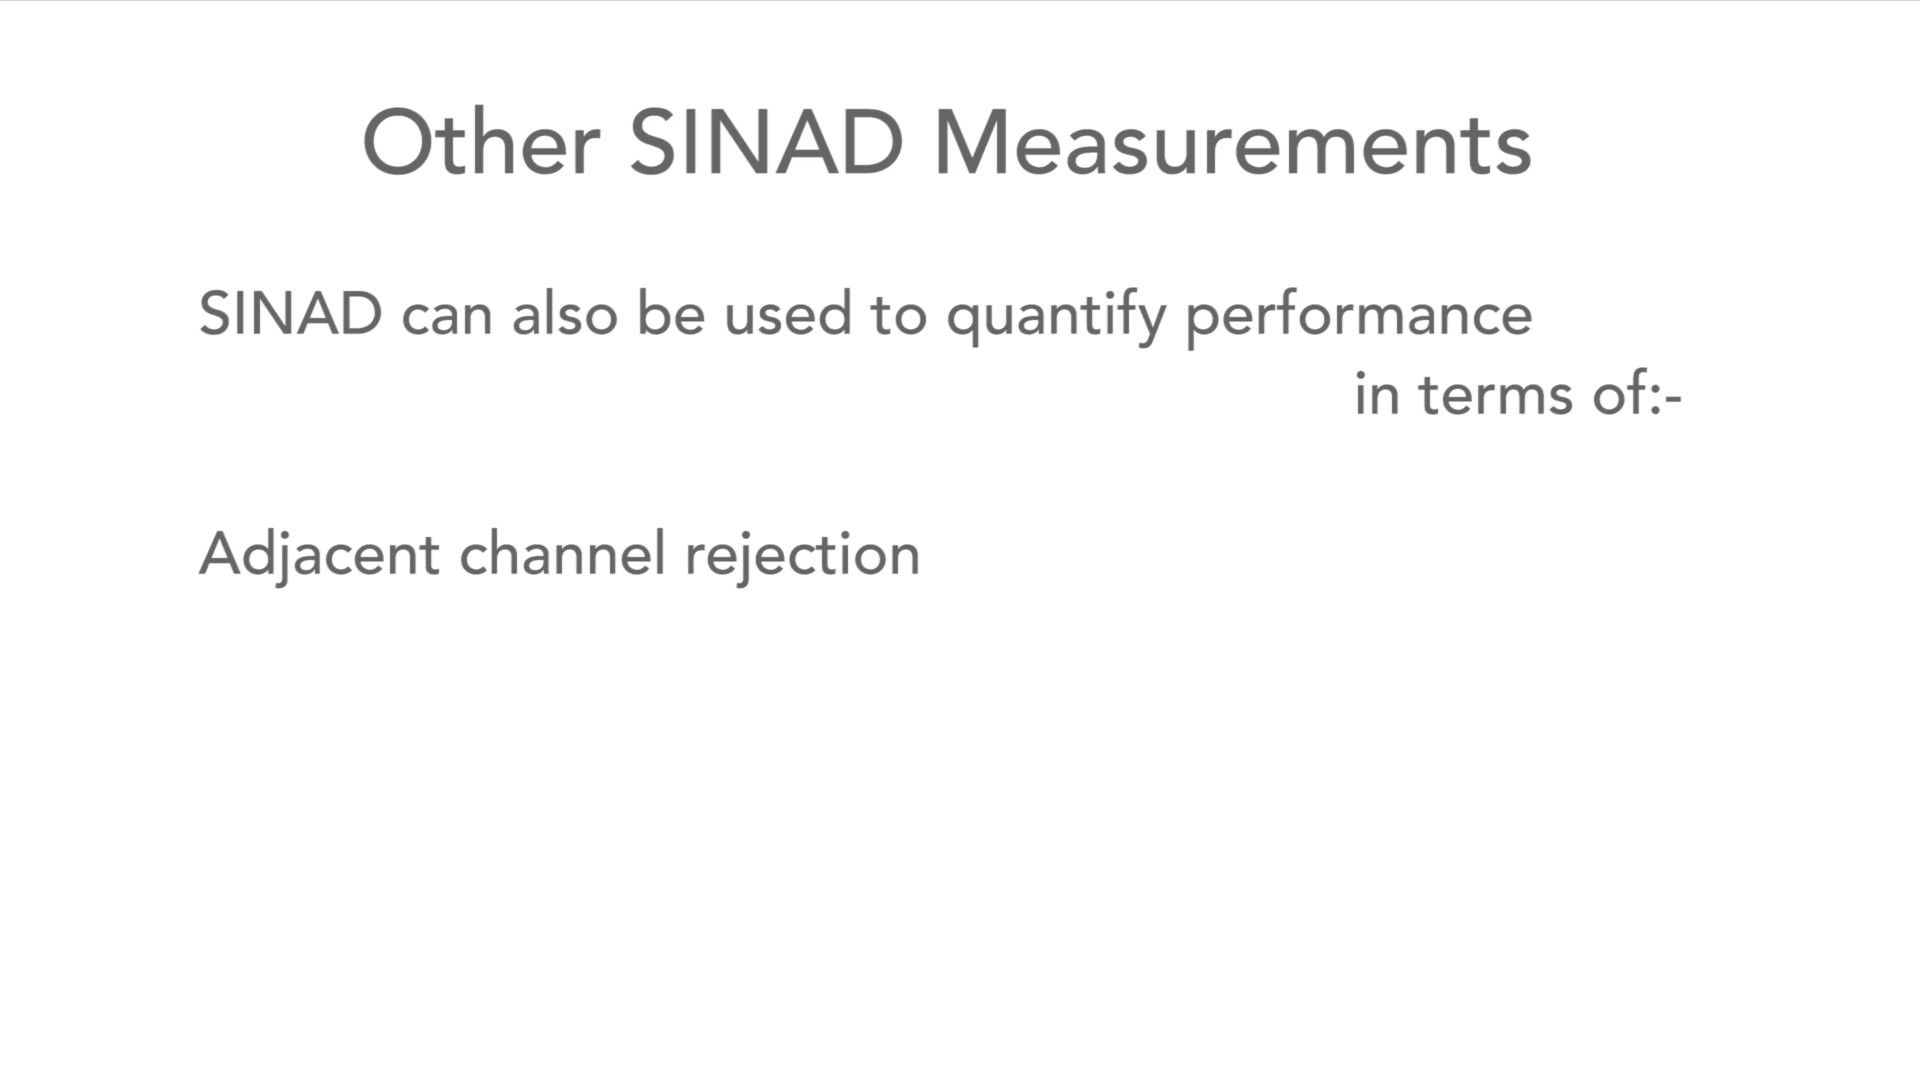 Other SINAD Measurements
SINAD can also be used to quantify performance
in terms of:-
Adjacent channel rejection